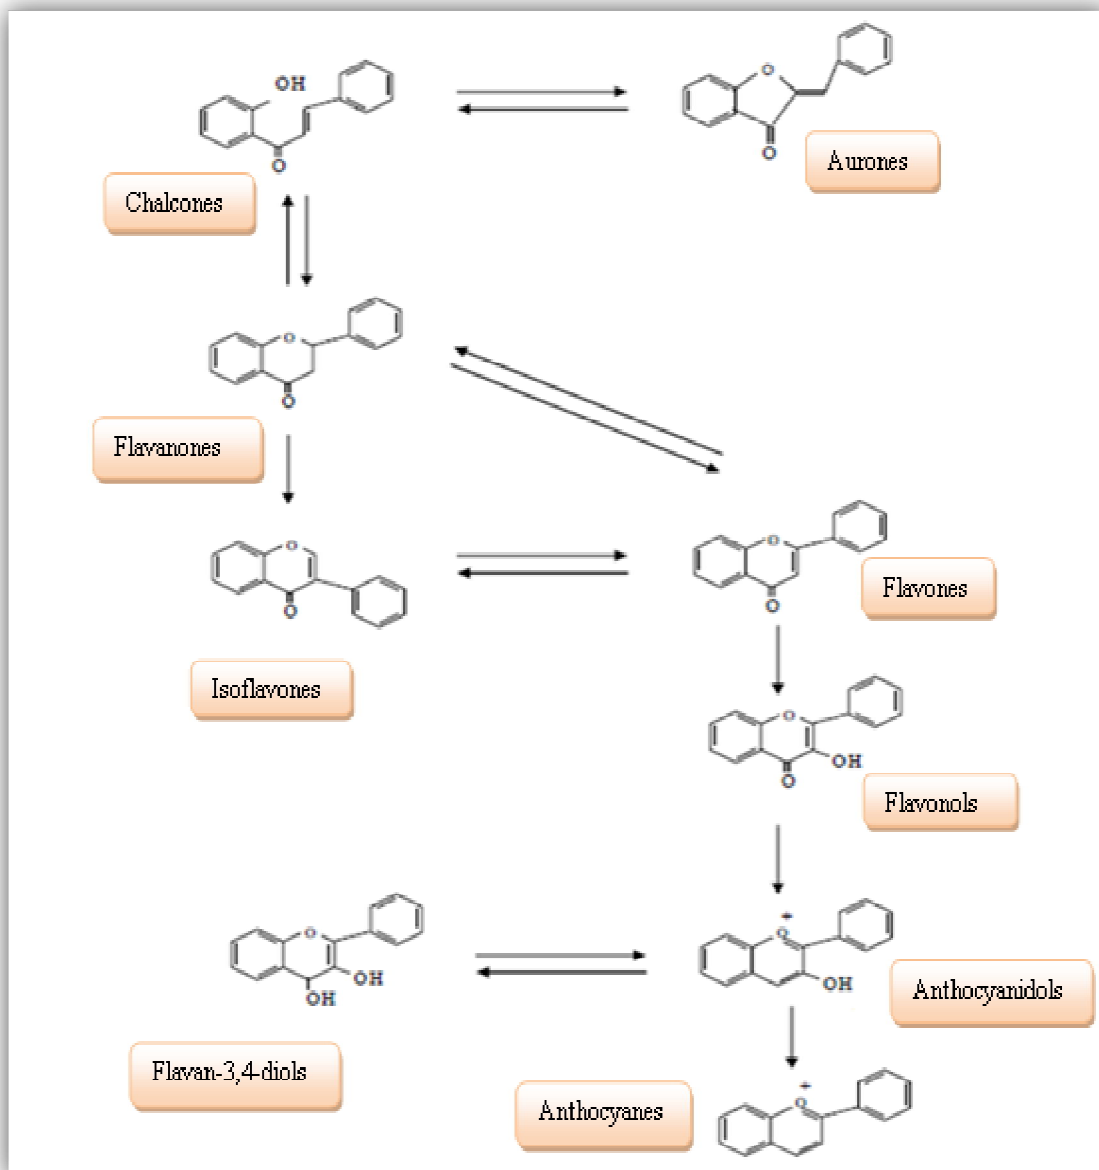 OH
O
O
O
Chalcones
Aurones
O
O
Flavanones
O
O
Isoflavones
O
O
Flavones
O
O
OH
Flavonols
O
OH
OH
Flavan-3,4-diols
+
O
OH
Anthocyanidols
Anthocyanes
+
O